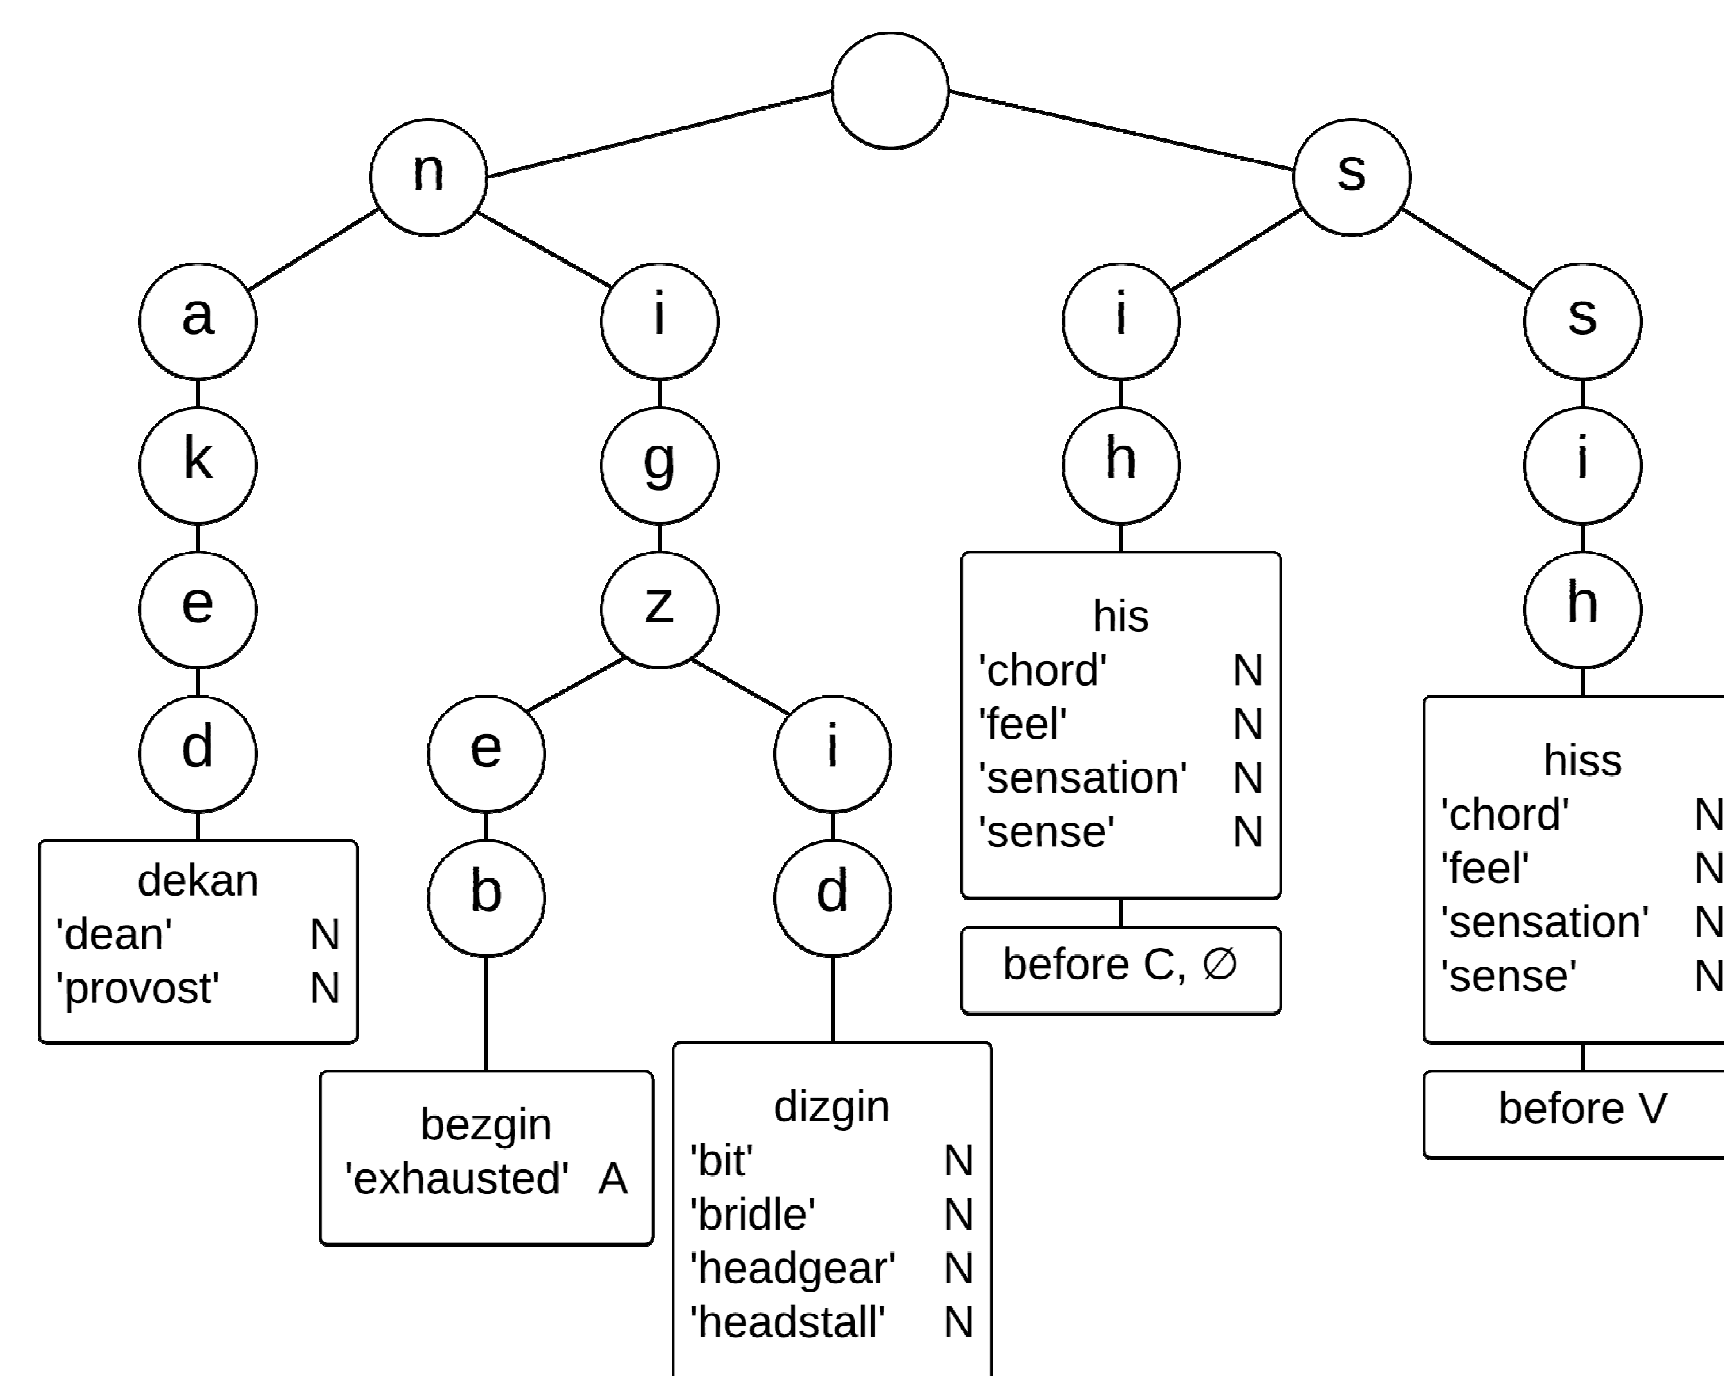 n
s
a
i
i
s
k
g
h
i
e
z
h
d
e
i
b
d
dekan
'dean' N
'provost' N
bezgin
'exhausted' A
dizgin
'bit' N
'bridle' N
'headgear' N
'headstall' N
his
'chord' N
'feel' N
'sensation' N
'sense' N
before C, ∅
hiss
'chord' N
'feel' N
'sensation' N
'sense' N
before V